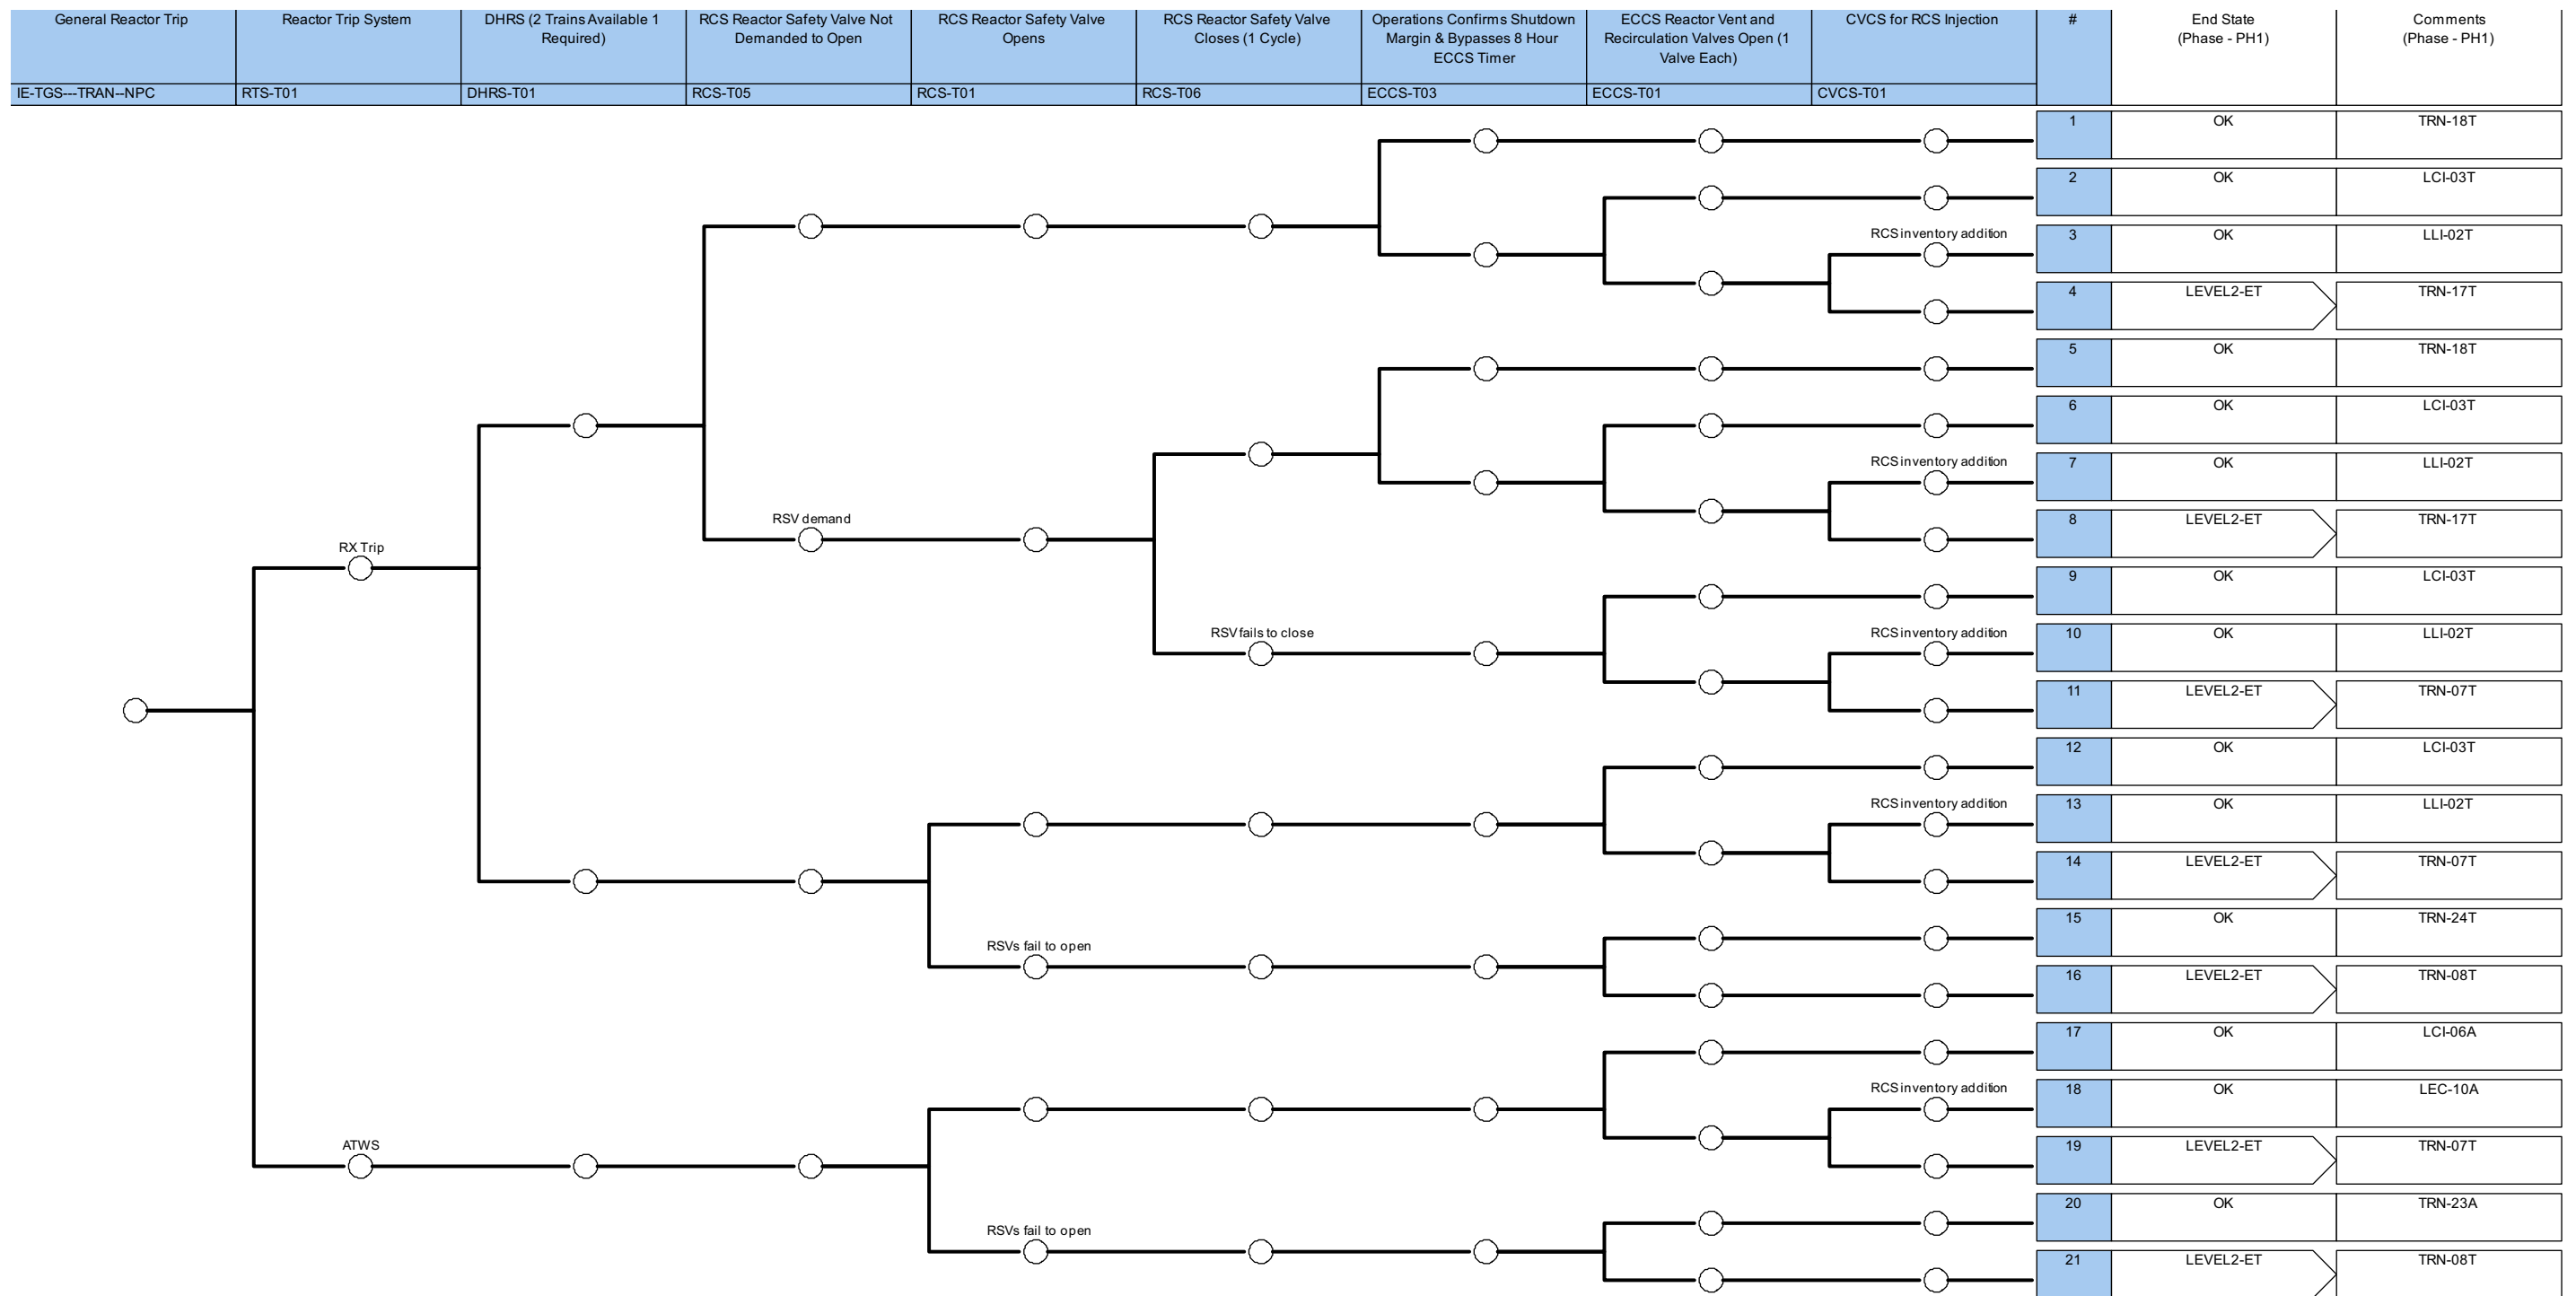 General Reactor Trip
Reactor Trip System
DHRS (2 Trains Available 1
Required)
RCS Reactor Safety Valve Not
Demanded to Open
RCS Reactor Safety Valve
Opens
RCS Reactor Safety Valve
Closes (1 Cycle)
Operations Confirms Shutdown
Margin & Bypasses 8 Hour
ECCS Timer
ECCS Reactor Vent and
Recirculation Valves Open (1
Valve Each)
CVCS for RCS Injection
#
End State
(Phase - PH1)
Comments
(Phase - PH1)
IE-TGS---TRAN--NPC
RTS-T01
DHRS-T01
RCS-T05
RCS-T01
RCS-T06
ECCS-T03
ECCS-T01
CVCS-T01
1 OK TRN-18T
2 OK LCI-03T
RCS inventory addition
3 OK LLI-02T
4 LEVEL2-ET TRN-17T
5 OK TRN-18T
6 OK LCI-03T
RCS inventory addition
7 OK LLI-02T
RSV demand
8 LEVEL2-ET TRN-17T
RX Trip
9 OK LCI-03T
RSV fails to close
RCS inventory addition
10 OK LLI-02T
11 LEVEL2-ET TRN-07T
12 OK LCI-03T
RCS inventory addition
13 OK LLI-02T
14 LEVEL2-ET TRN-07T
15 OK TRN-24T
RSVs fail to open
16 LEVEL2-ET TRN-08T
17 OK LCI-06A
RCS inventory addition
18 OK LEC-10A
ATWS
19 LEVEL2-ET TRN-07T
20 OK TRN-23A
RSVs fail to open
21 LEVEL2-ET TRN-08T